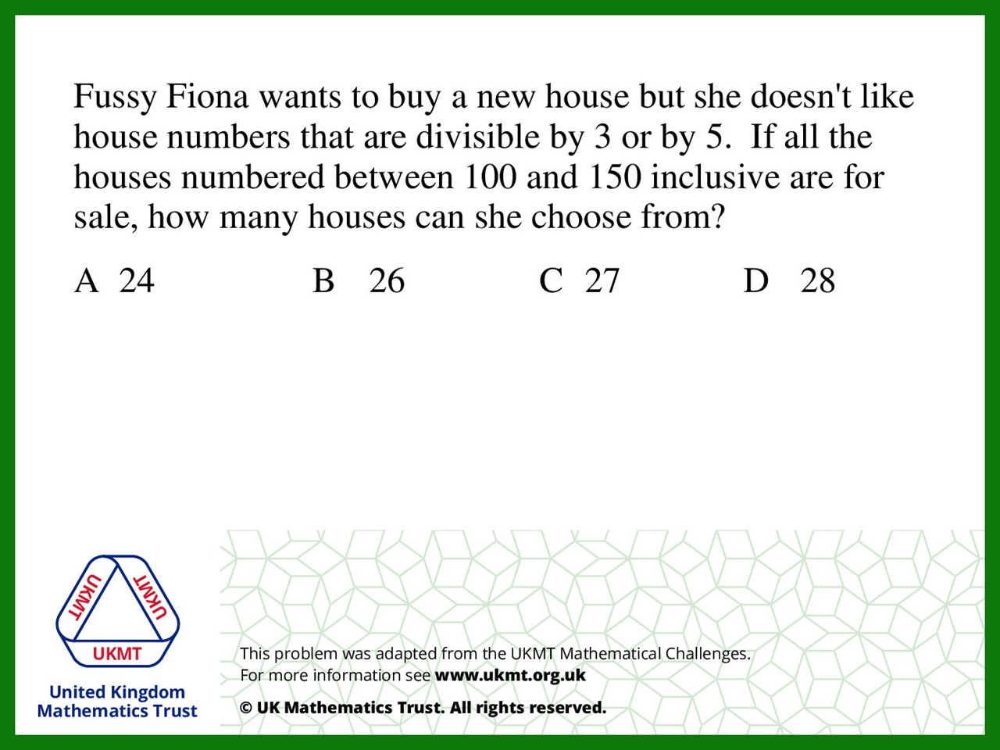 Fussy Fiona wants to buy a new house but she doesn't like
house numbers that are divisible by 3 or by 5.  If all the
houses numbered between 100 and 150 inclusive are for
sale, how many houses can she choose from?
A 24 B 26 C 27 D 28
UKMT
UKMT
UKMT
United Kingdom
Mathematics Trust
This problem was adapted from the UKMT Mathematical Challenges.
For more information see www.ukmt.org.uk
© UK Mathematics Trust. All rights reserved.